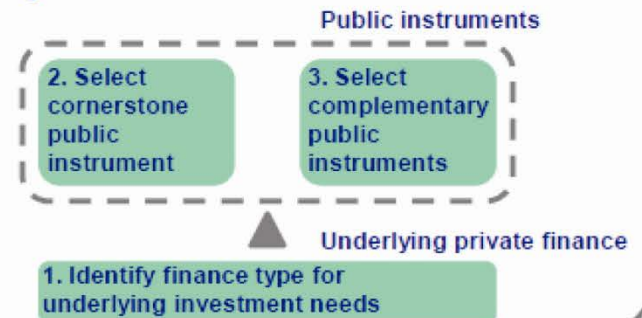 Public instruments
2. Select
cornerstone
public
instrument
3. Select
complementary
public
instruments
Underlying private finance
1. Identify finance type for
underlying investment needs